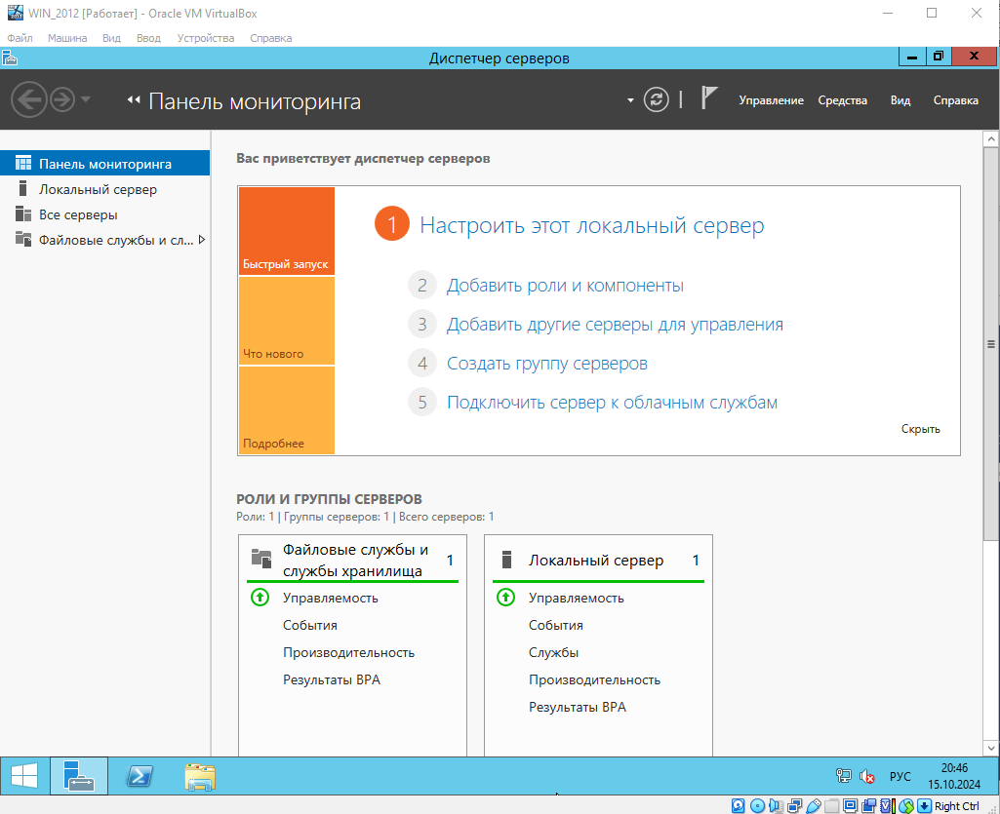 WIN_2012 [Работает] - Oracle VM VirtualBox
Файл Машина Вид Ввод Устройства Справка
Диспетчер серверов
Панель мониторинга
Управление Средства Вид Справка
Панель мониторинга
Локальный сервер
Все серверы
Файловые службы и сл...
Вас приветствует диспетчер серверов
Быстрый запуск
Что нового
Подробнее
1 Настроить этот локальный сервер
2 Добавить роли и компоненты
3 Добавить другие серверы для управления
4 Создать группу серверов
5 Подключить сервер к облачным службам
Скрыть
РОЛИ И ГРУППЫ СЕРВЕРОВ
Роли: 1 | Группы серверов: 1 | Всего серверов: 1
Файловые службы и
службы хранилища
1
Управляемость
События
Производительность
Результаты BPA
Локальный сервер 1
Управляемость
События
Службы
Производительность
Результаты BPA
РУС
20:46
15.10.2024
Right Ctrl